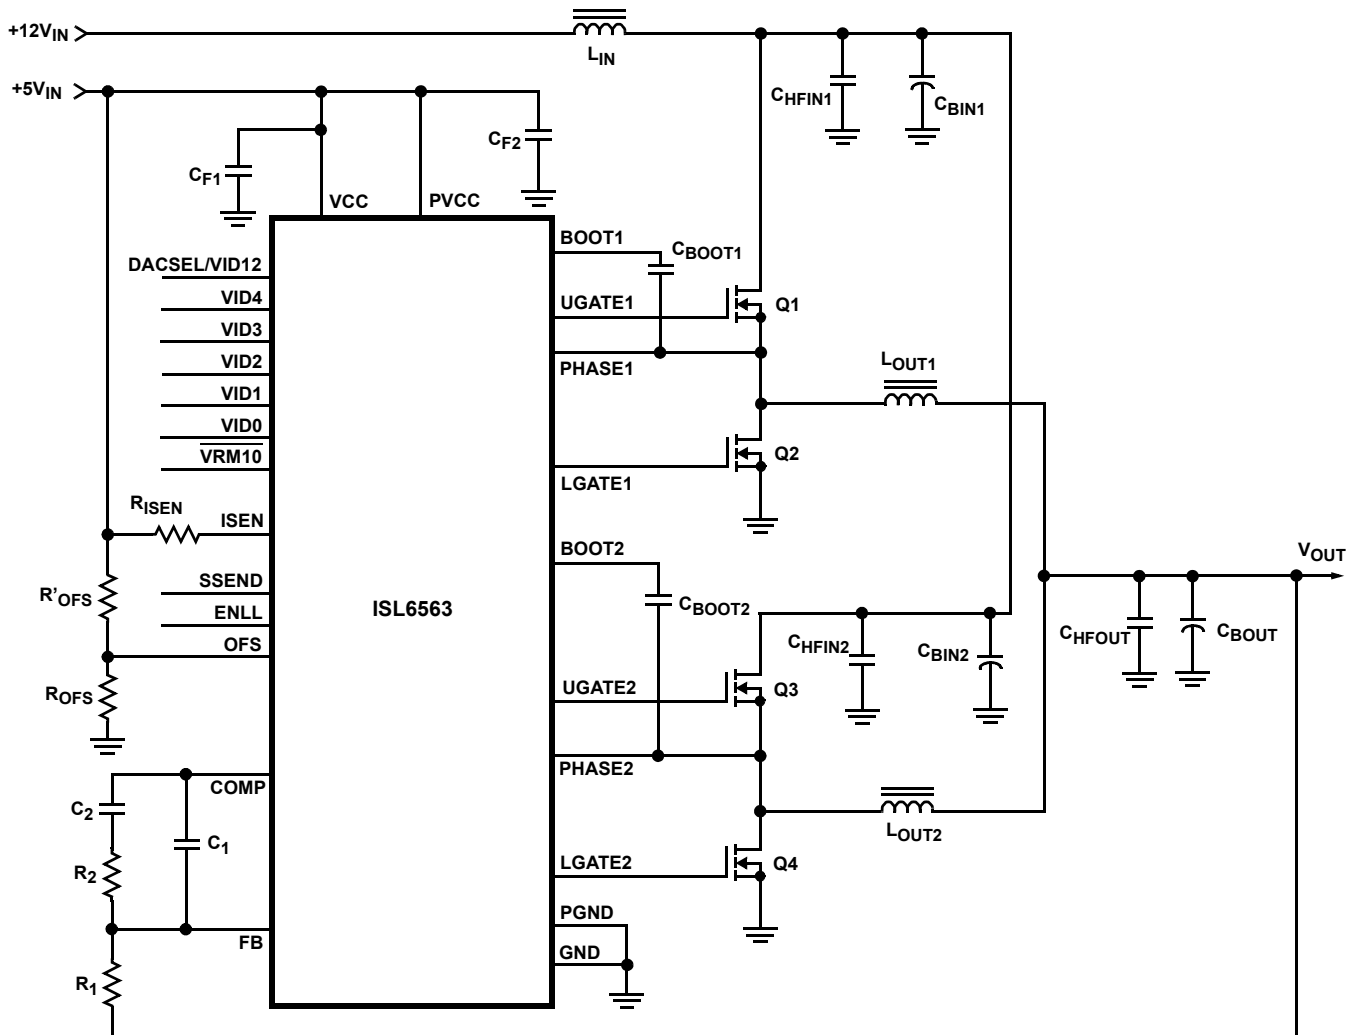 +12VIN
LIN
+5VIN
CHFIN1
CBIN1
CF2
CF1
VCC
PVCC
BOOT1
CBOOT1
DACSEL/VID12
VID4
UGATE1
Q1
VID3
VID2
PHASE1
LOUT1
VID1
VID0
VRM10
Q2
LGATE1
RISEN
ISEN
BOOT2
VOUT
SSEND
R'OFS
ISL6563
CBOOT2
ENLL
CHFIN2
CBIN2
CHFOUT
CBOUT
OFS
ROFS
UGATE2
Q3
PHASE2
COMP
C2
C1
LOUT2
R2
LGATE2
Q4
PGND
FB
GND
R1